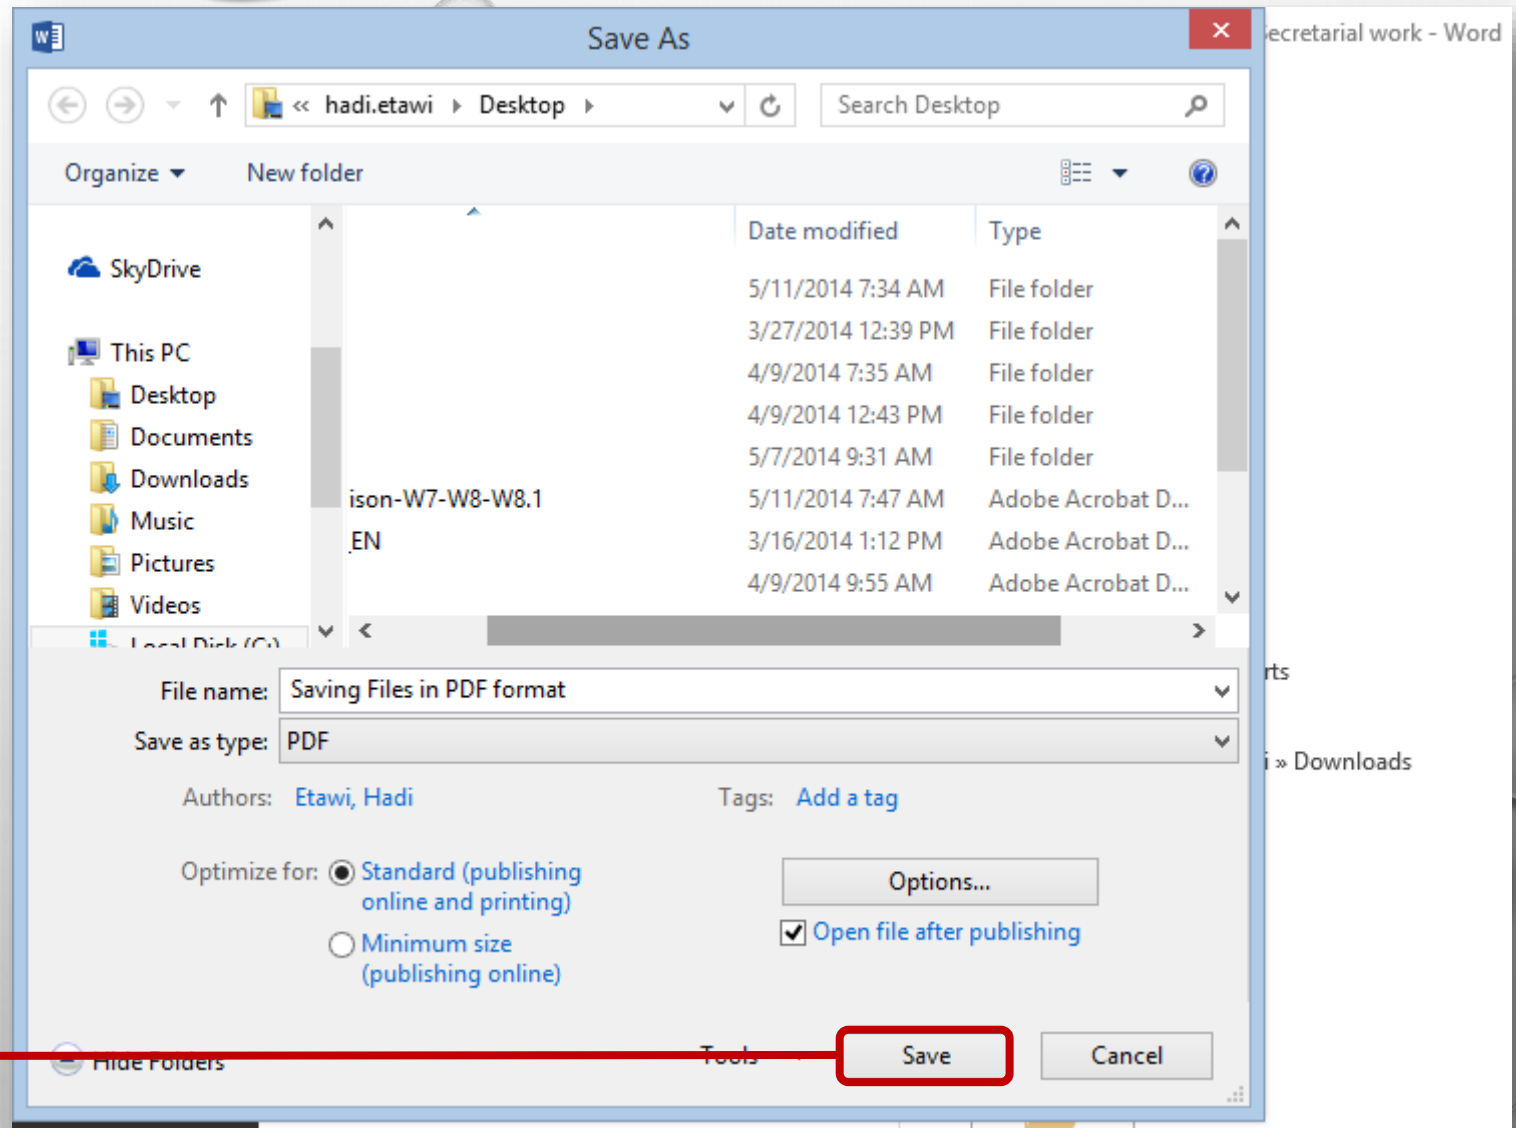 Save As
ecretarial work - Word
« hadi.etawi Desktop
Search Desktop
Organize
New folder
Date modified
Type
SkyDrive
5/11/2014 7:34 AM File folder
3/27/2014 12:39 PM File folder
This PC
4/9/2014 7:35 AM File folder
Desktop
4/9/2014 12:43 PM File folder
Documents
5/7/2014 9:31 AM File folder
Downloads
ison-W7-W8-W8.1 5/11/2014 7:47 AM Adobe Acrobat D...
Music
_EN 3/16/2014 1:12 PM Adobe Acrobat D...
Pictures
4/9/2014 9:55 AM Adobe Acrobat D...
Videos
Local Disk (C:)
rts
File name: Saving Files in PDF format
Save as type: PDF
i » Downloads
Authors: Etawi, Hadi
Tags: Add a tag
Optimize for: Standard (publishing
online and printing)
Minimum size
(publishing online)
Options...
Open file after publishing
Hide Folders
Tools
Save
Cancel